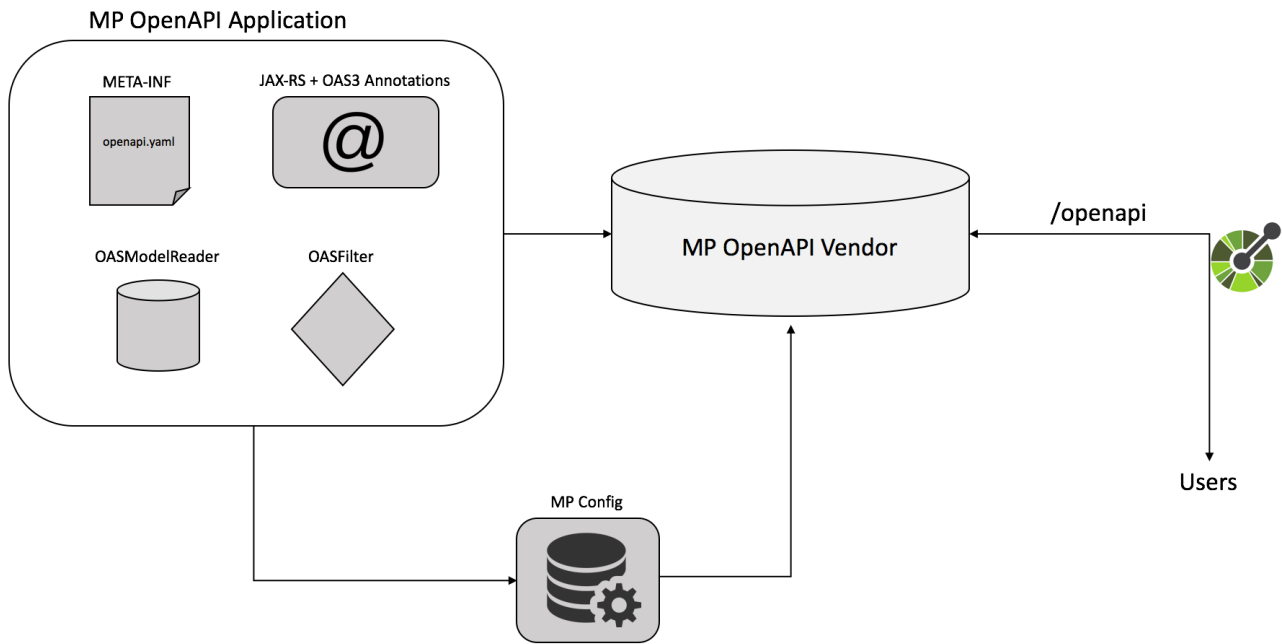 MP OpenAPI Application
META-INF
JAX-RS + OAS3 Annotations
openapi.yaml
@
OASModelReader
OASFilter
MP OpenAPI Vendor
/openapi
Users
MP Config